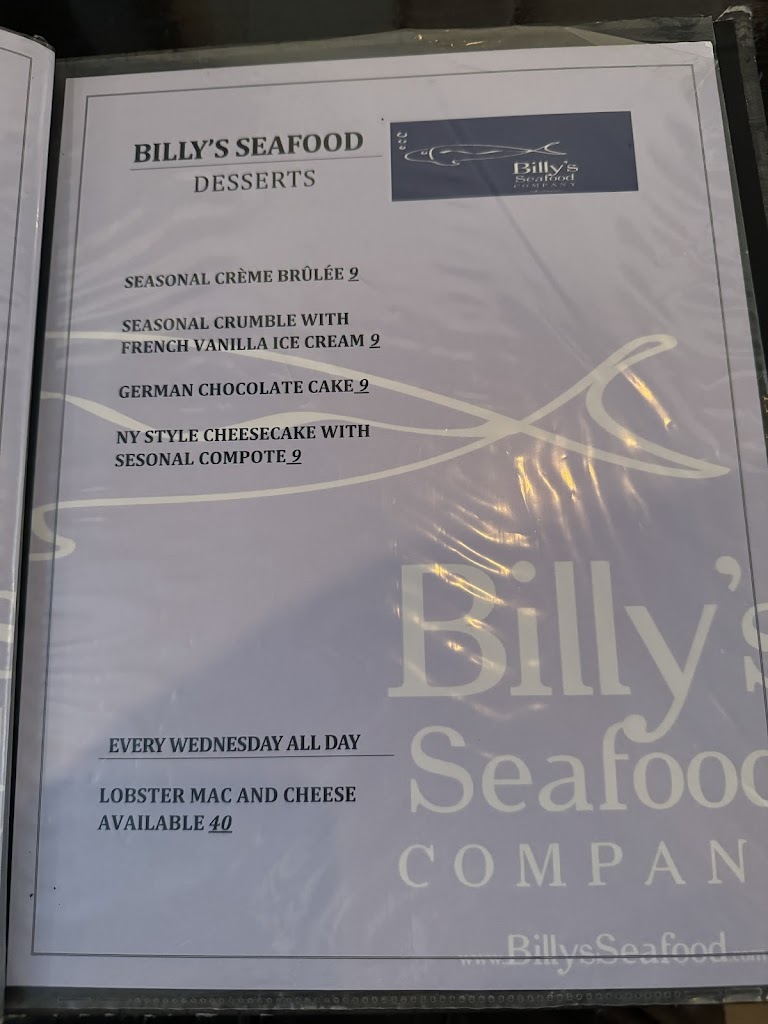 BILLY'S SEAFOOD
DESSERTS
Billy's
Seafood
COMPANY
SEASONAL CRÈME BRÛLÉE 9
SEASONAL CRUMBLE WITH
FRENCH VANILLA ICE CREAM 9
GERMAN CHOCOLATE CAKE 9
NY STYLE CHEESECAKE WITH
SESONAL COMPOTE 9
Billy's
Seafood
COMPAN
EVERY WEDNESDAY ALL DAY
LOBSTER MAC AND CHEESE
AVAILABLE 40
www.BillysSeafood.com